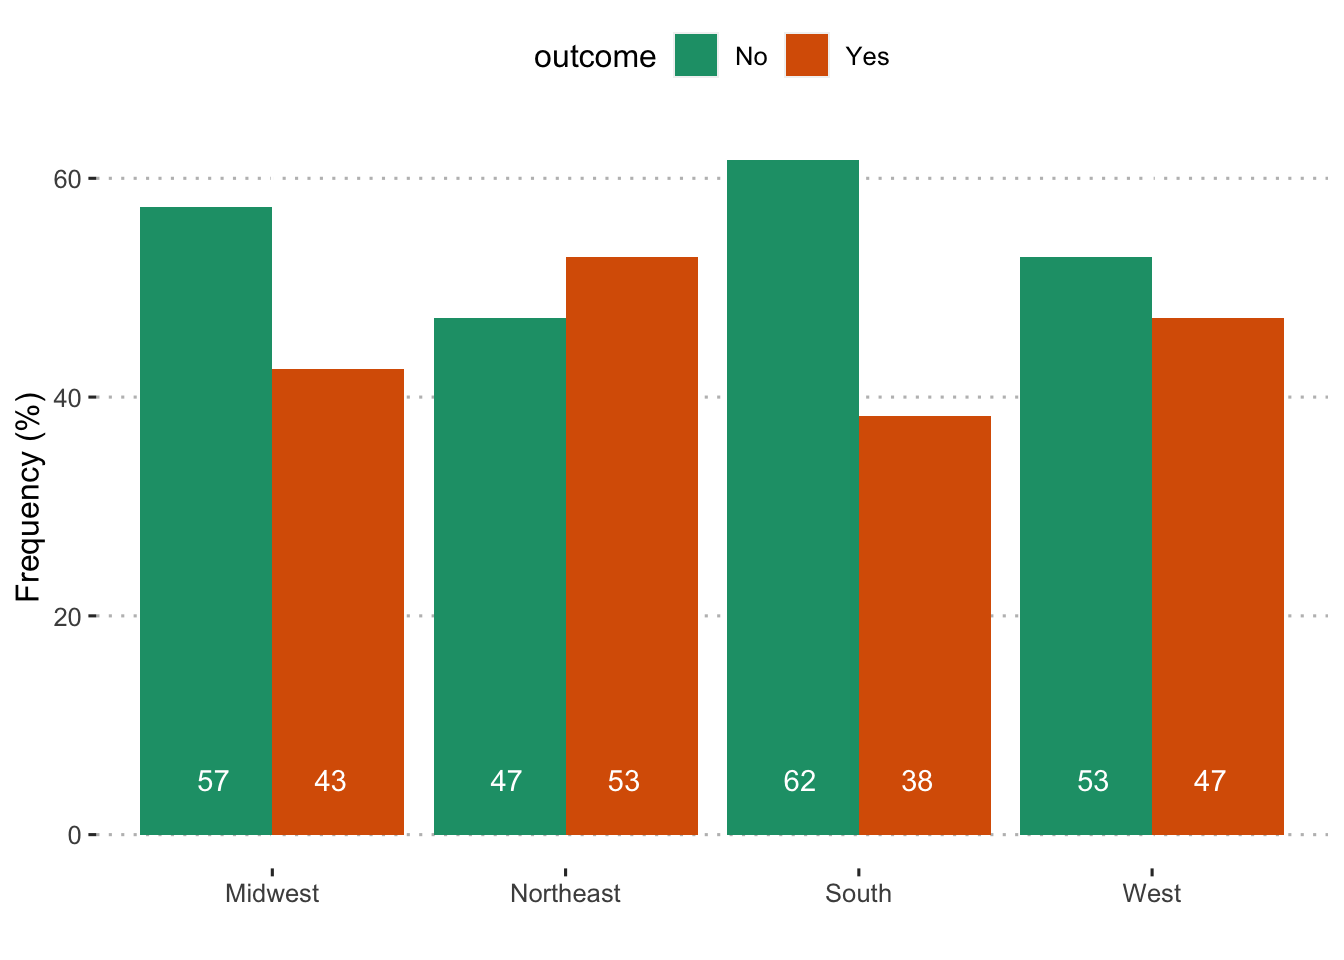 outcome No Yes
60
40
20
0
Frequency (%)
57 43 47 53 62 38 53 47
Midwest Northeast South West